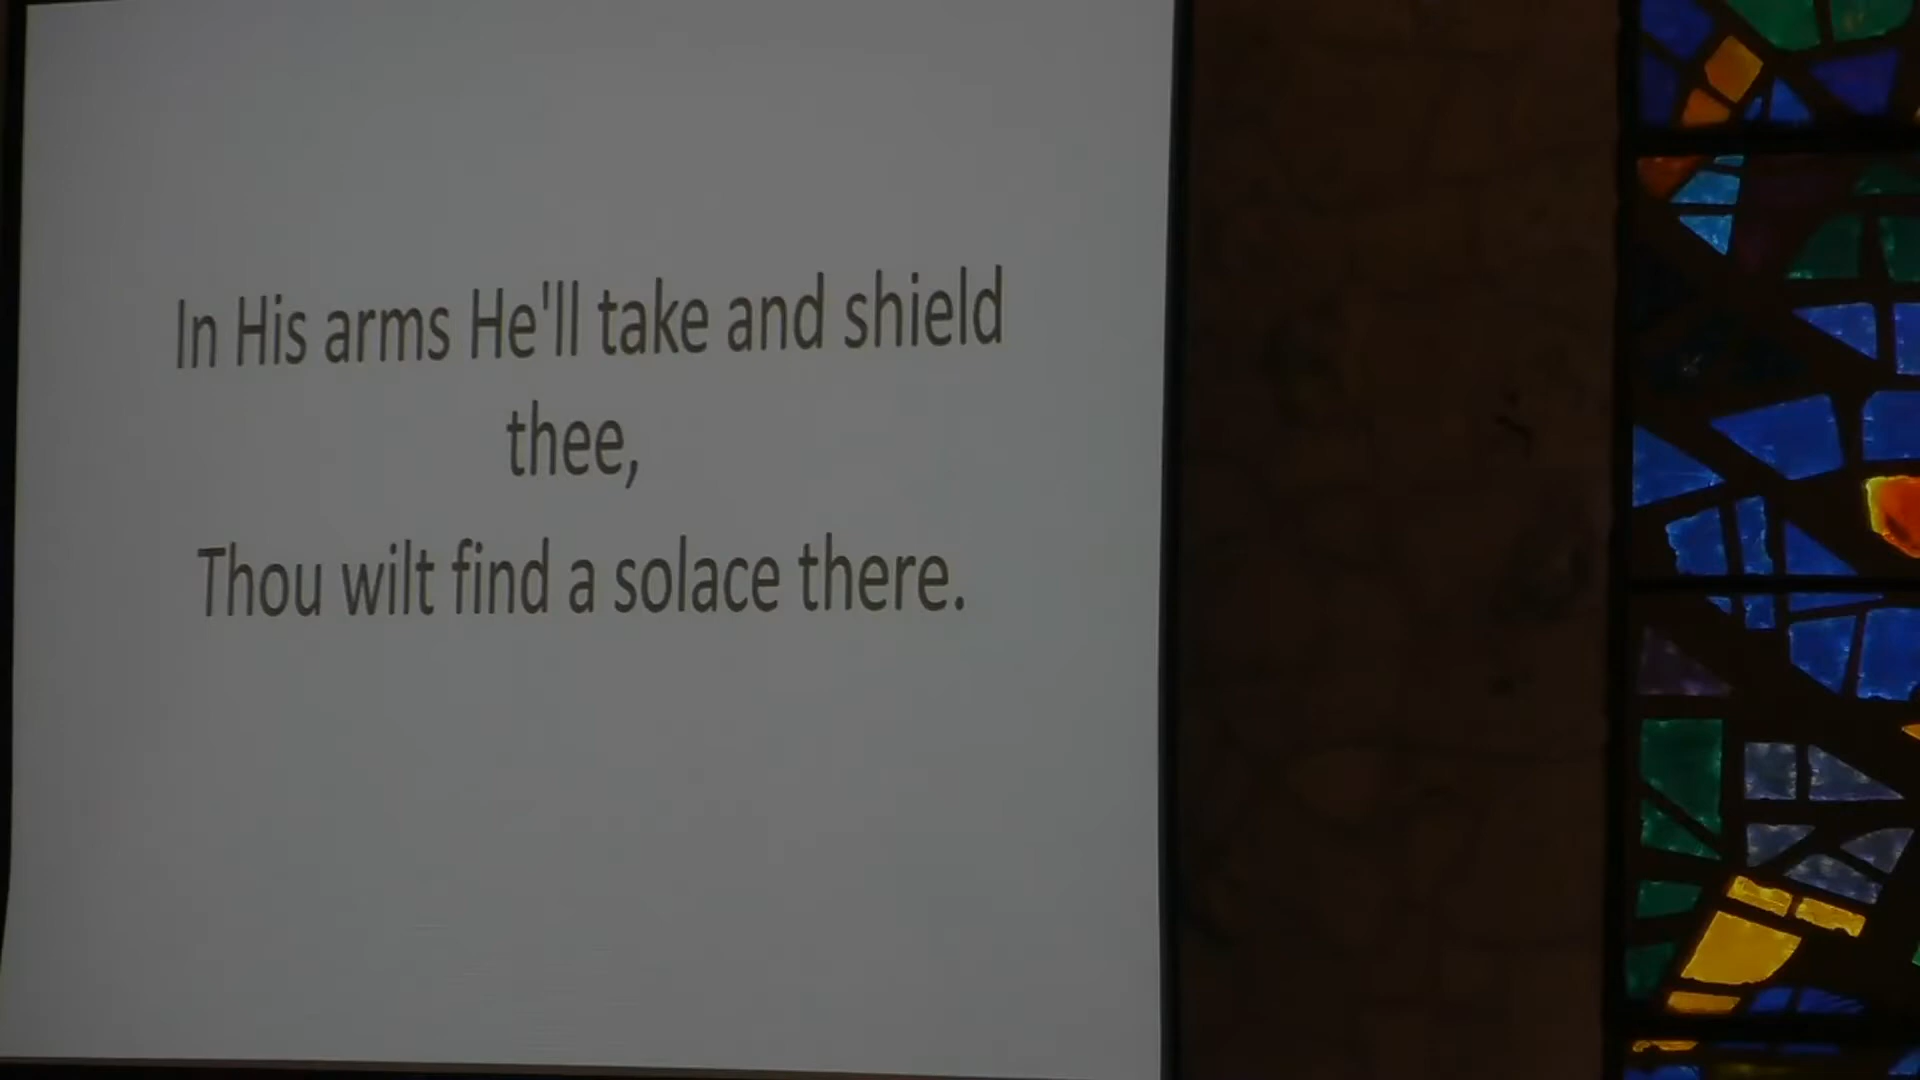 In His arms He'll take and shield
thee,
Thou wilt find a solace there.